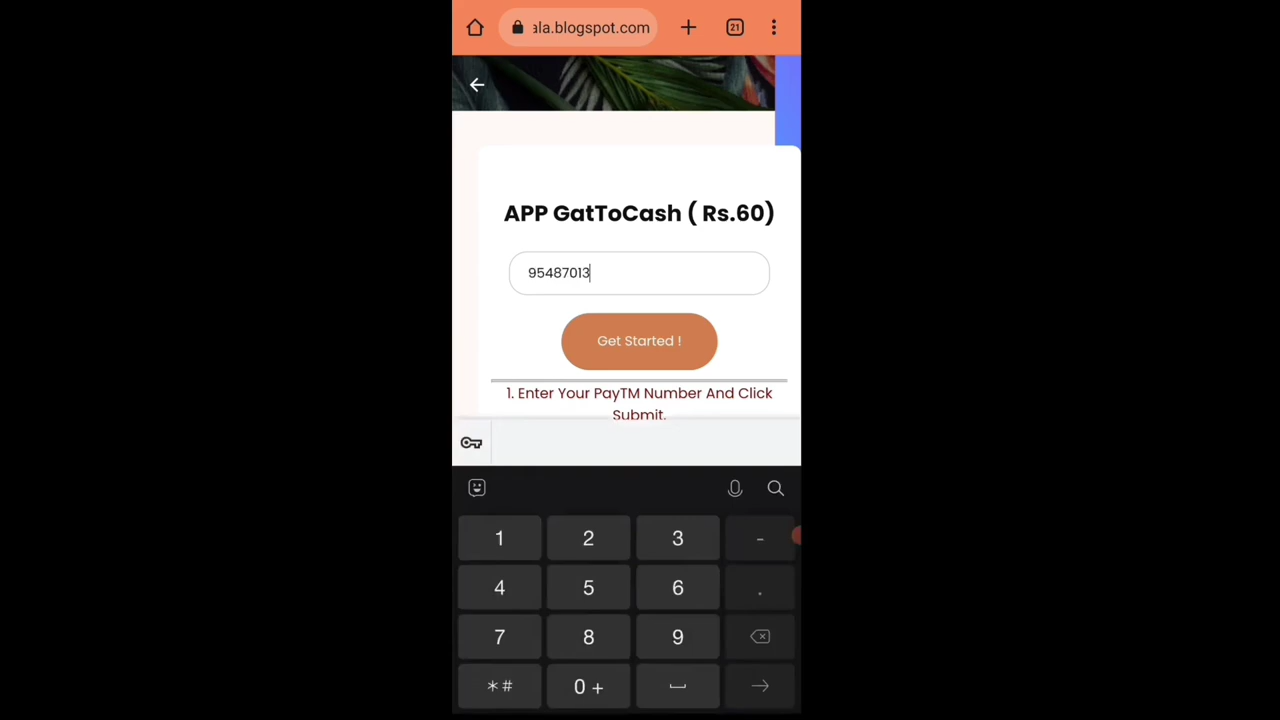 ala.blogspot.com
21
APP GatToCash ( Rs.60)
95487013
Get Started !
1. Enter Your PayTM Number And Click
Submit.
1 2 3 -
4 5 6 .
7 8 9
*# 0 +